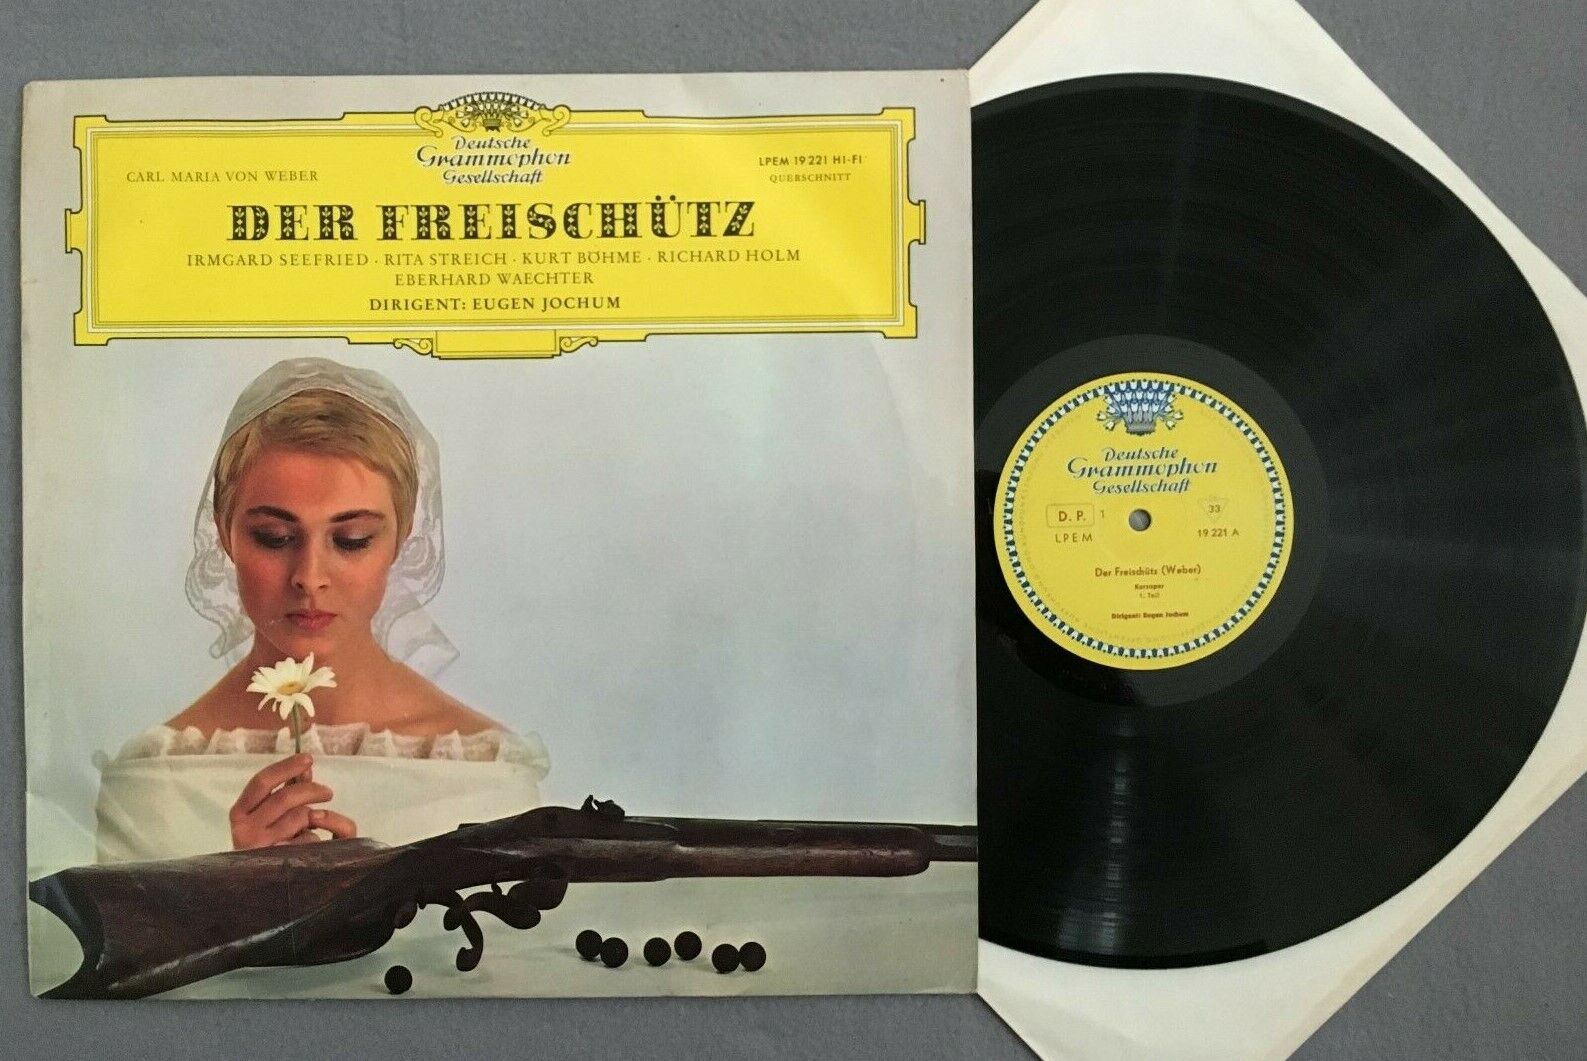 CARL MARIA VON WEBER
Deutsche
Grammophon
Gesellschaft
LPEM 19221 HI-FI
QUERSCHNITT
DER FREISCHÜTZ
IRMGARD SEEFRIED · RITA STREICH · KURT BÖHME · RICHARD HOLM
EBERHARD WAECHTER
DIRIGENT: EUGEN JOCHUM
Deutsche
Grammophon
Gesellschaft
D. P. 1
33
LPEM
19 221 A
Der Freischütz (Weber)
Kurzoper
1. Teil
Dirigent: Eugen Jochum